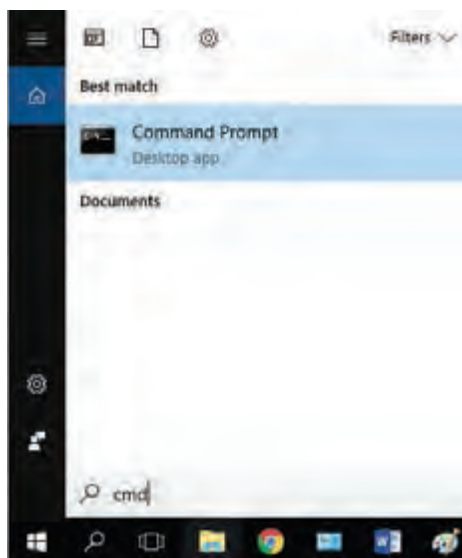 Filters
Best match
Command Prompt
Desktop app
Documents
cmd